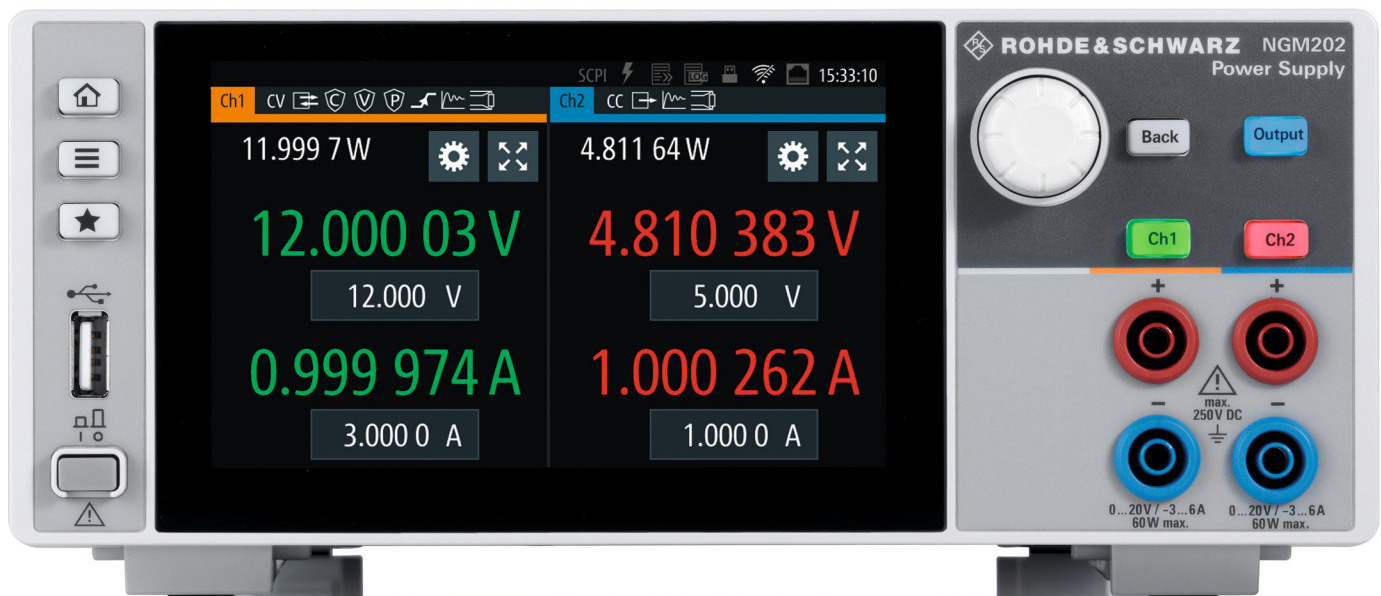 ROHDE&SCHWARZ NGM202
Power Supply
SCPI LOG 15:33:10
Ch1 CV C V P
Ch2 CC
11.999 7 W
4.811 64 W
12.000 03 V
4.810 383 V
12.000 V
5.000 V
0.999 974 A
1.000 262 A
3.000 0 A
1.000 0 A
Back
Output
Ch1
Ch2
+ +
- -
max.
250V DC
0...20V / -3...6A
60W max.
0...20V / -3...6A
60W max.